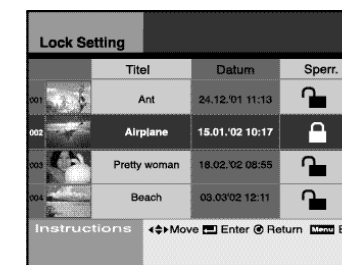 Lock Setting
Titel Datum Sperr.
001 Ant 24.12.'01 11:13
002 Airplane 15.01.'02 10:17
003 Pretty woman 16.02.'02 08:55
004 Beach 03.03'02 12:11
Instructions Move Enter Return Menu E